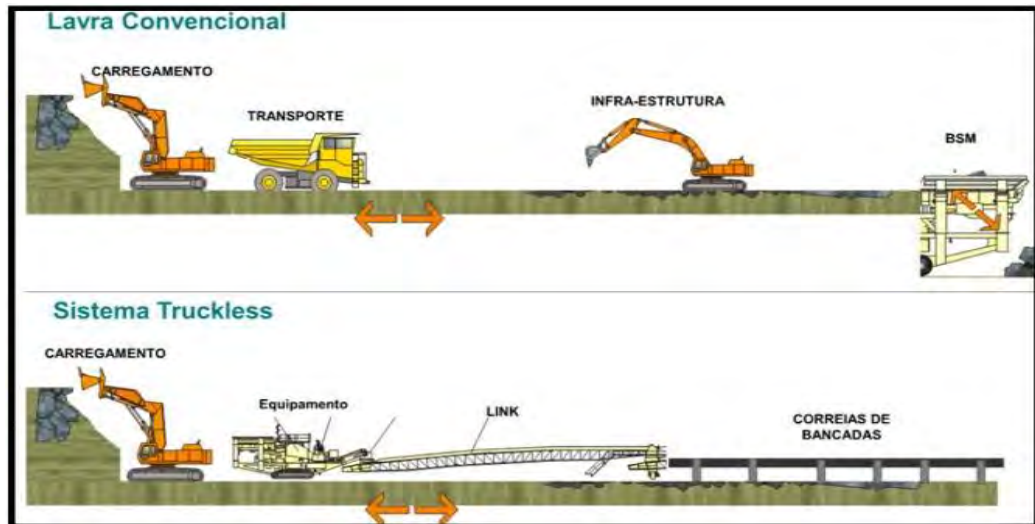 Lavra Convencional
CARREGAMENTO
TRANSPORTE
INFRA-ESTRUTURA
BSM
Sistema Truckless
CARREGAMENTO
Equipamento
LINK
CORREIAS DE
BANCADAS